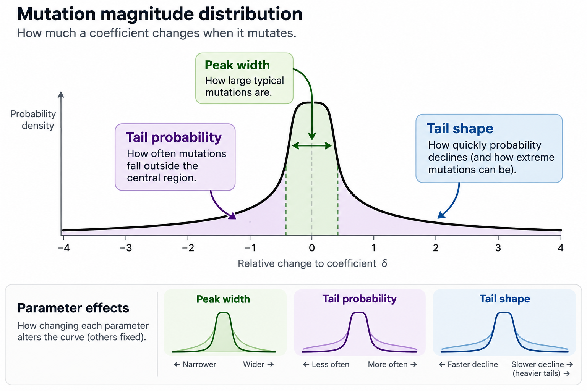 Mutation magnitude distribution
How much a coefficient changes when it mutates.
Peak width
How large typical
mutations are.
Probability
density
Tail probability
How often mutations
fall outside the
central region.
Tail shape
How quickly probability
declines (and how extreme
mutations can be).
−4 −3 −2 −1 0 1 2 3 4
Relative change to coefficient δ
Parameter effects
How changing each parameter
alters the curve (others fixed).
Peak width
← Narrower Wider →
Tail probability
← Less often More often →
Tail shape
← Faster decline Slower decline →
(heavier tails)